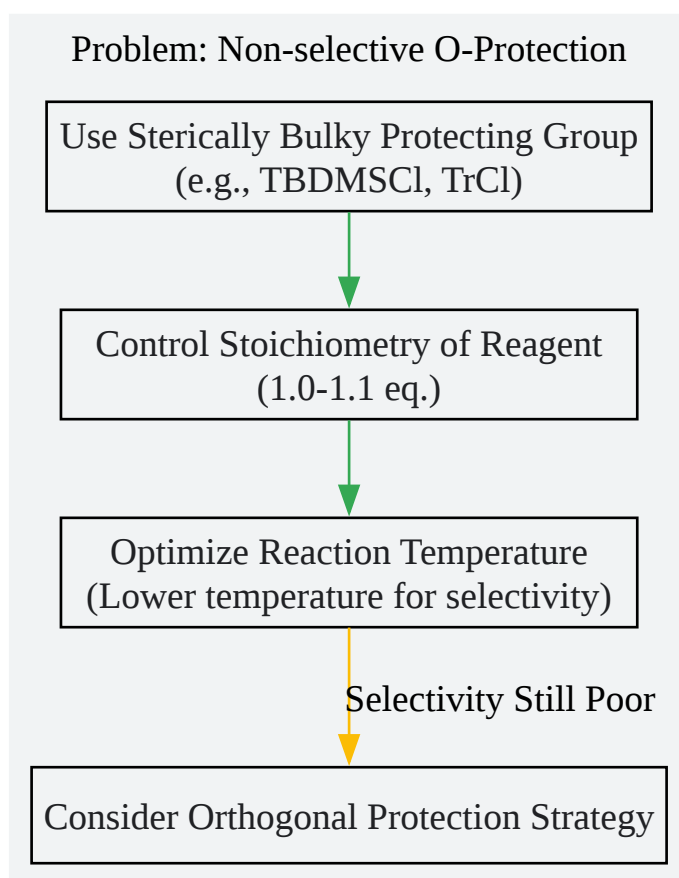 Problem: Non-selective O-Protection
Use Sterically Bulky Protecting Group
(e.g., TBDMSCl, TrCl)
Control Stoichiometry of Reagent
(1.0-1.1 eq.)
Optimize Reaction Temperature
(Lower temperature for selectivity)
Selectivity Still Poor
Consider Orthogonal Protection Strategy